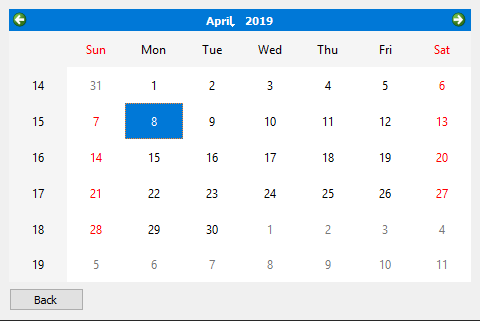 April, 2019
Sun Mon Tue Wed Thu Fri Sat
14 31 1 2 3 4 5 6
15 7 8 9 10 11 12 13
16 14 15 16 17 18 19 20
17 21 22 23 24 25 26 27
18 28 29 30 1 2 3 4
19 5 6 7 8 9 10 11
Back